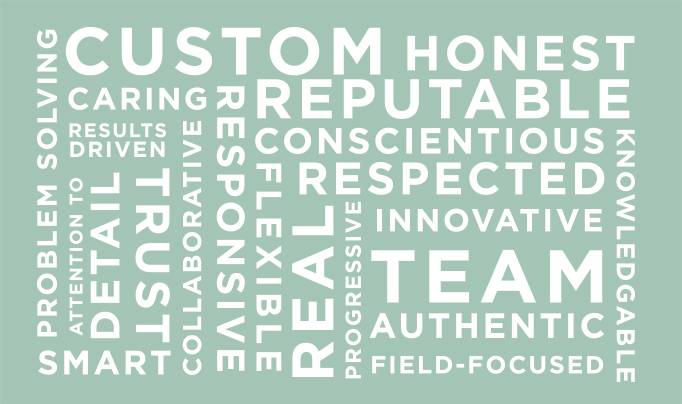 PROBLEM SOLVING
CUSTOM
HONEST
CARING
REPUTABLE
RESULTS
DRIVEN
CONSCIENTIOUS
RESPECTED
ATTENTION TO
DETAIL
TRUST
COLLABORATIVE
RESPONSIVE
FLEXIBLE
REAL
PROGRESSIVE
INNOVATIVE
TEAM
AUTHENTIC
KNOWLEDGABLE
SMART
FIELD-FOCUSED